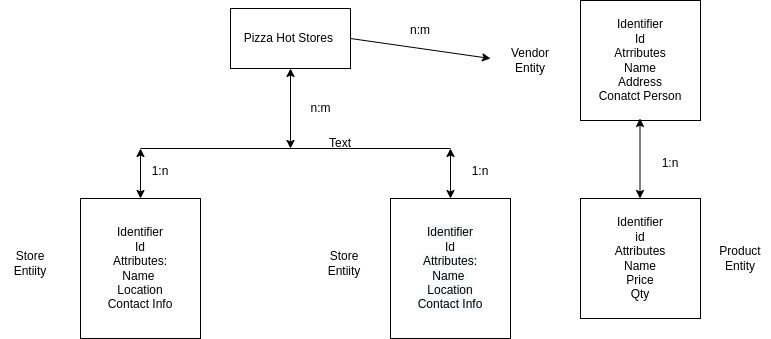 Pizza Hot Stores
n:m
Vendor
Entity
Identifier
Id
Atrributes
Name
Address
Conatct Person
n:m
Text
1:n
1:n
1:n
Store
Entiity
Identifier
Id
Attributes:
Name
Location
Contact Info
Store
Entiity
Identifier
Id
Attributes:
Name
Location
Contact Info
Identifier
id
Attributes
Name
Price
Qty
Product
Entity